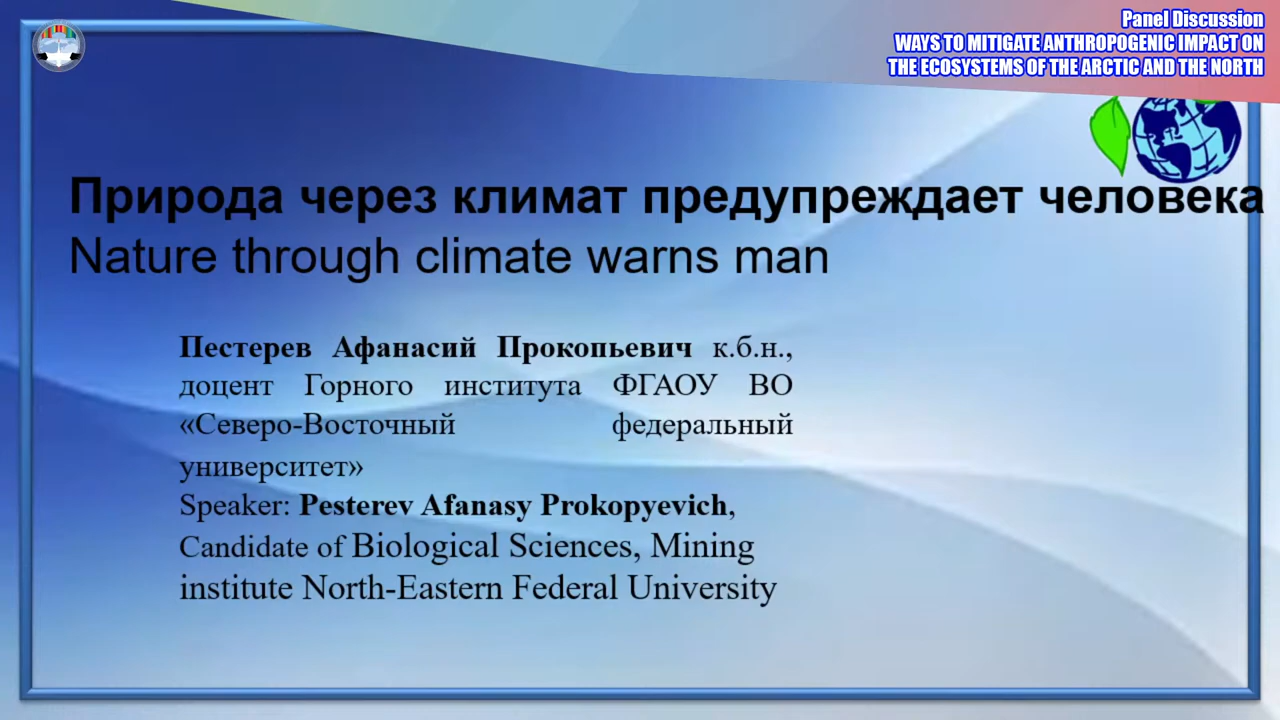 Panel Discussion
WAYS TO MITIGATE ANTHROPOGENIC IMPACT ON
THE ECOSYSTEMS OF THE ARCTIC AND THE NORTH
Природа через климат предупреждает человека
Nature through climate warns man
Пестерев Афанасий Прокопьевич к.б.н.,
доцент Горного института ФГАОУ ВО
«Северо-Восточный федеральный
университет»
Speaker: Pesterev Afanasy Prokopyevich,
Candidate of Biological Sciences, Mining
institute North-Eastern Federal University